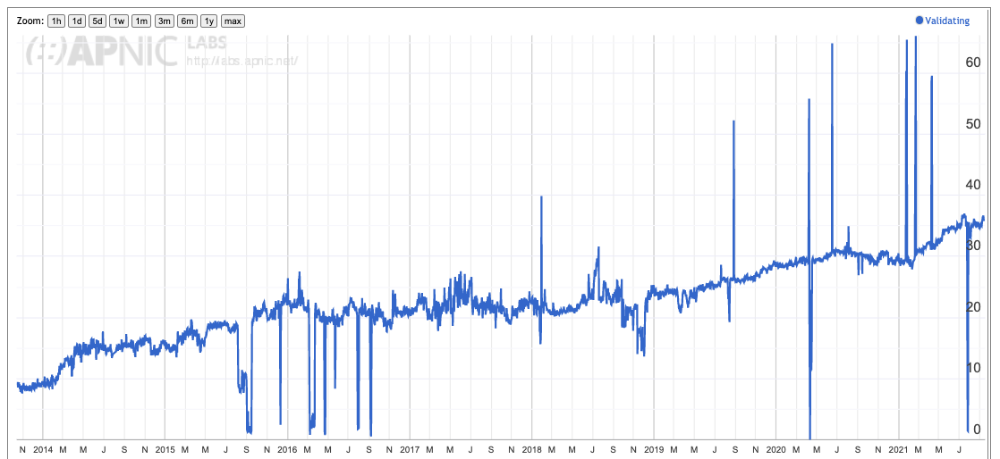 Zoom: 1h 1d 5d 1w 1m 3m 6m 1y max
Validating
(::) APNIC LABS
http://labs.apnic.net/
60
50
40
30
20
10
0
N 2014 M M J S N 2015 M M J S N 2016 M M J S N 2017 M M J S N 2018 M M J S N 2019 M M J S N 2020 M M J S N 2021 M M J